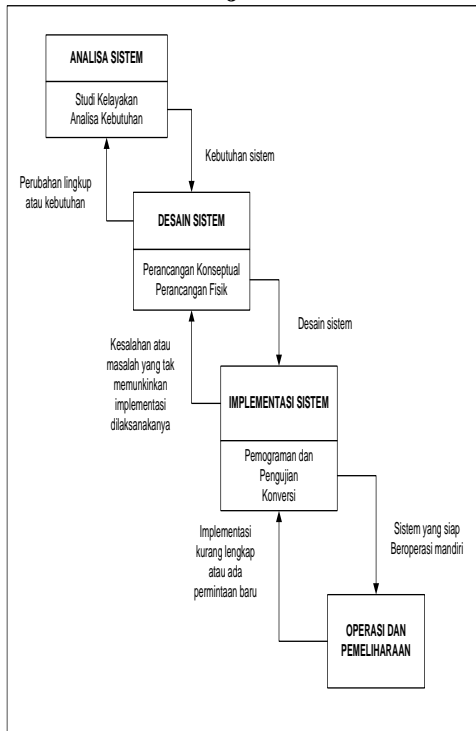 ANALISA SISTEM
Studi Kelayakan
Analisa Kebutuhan
Kebutuhan sistem
Perubahan lingkup
atau kebutuhan
DESAIN SISTEM
Perancangan Konseptual
Perancangan Fisik
Desain sistem
Kesalahan atau
masalah yang tak
memunkinkan
implementasi
dilaksanakanya
IMPLEMENTASI SISTEM
Pemograman dan
Pengujian
Konversi
Sistem yang siap
Beroperasi mandiri
Implementasi
kurang lengkap
atau ada
permintaan baru
OPERASI DAN
PEMELIHARAAN